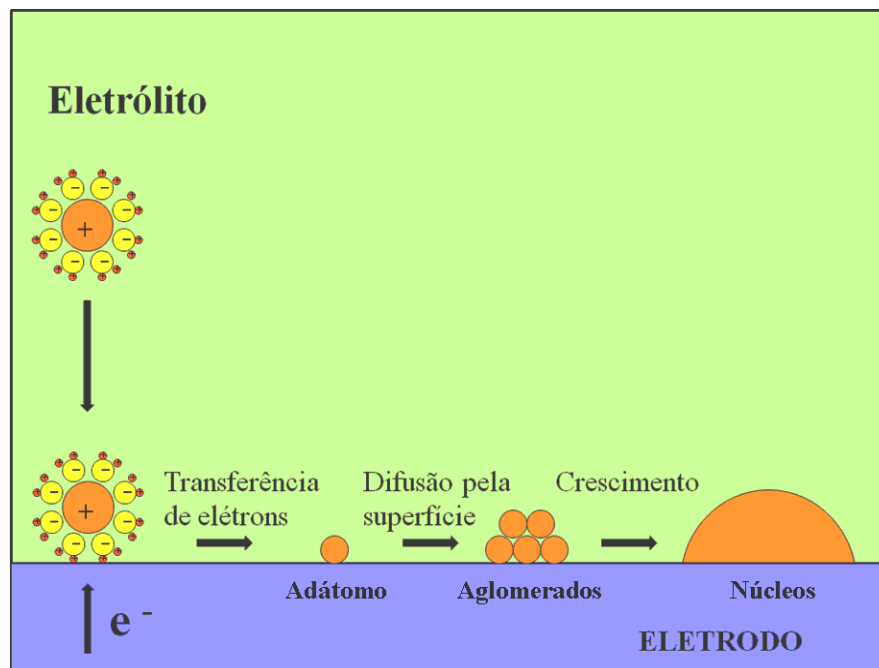 Eletrólito
+
− − − − − − − −
+ + + + + + + + + + + + + + + +
+
− − − − − − − −
+ + + + + + + + + + + + + + + +
Transferência
de elétrons
Difusão pela
superfície
Crescimento
Adátomo
Aglomerados
Núcleos
e -
ELETRODO